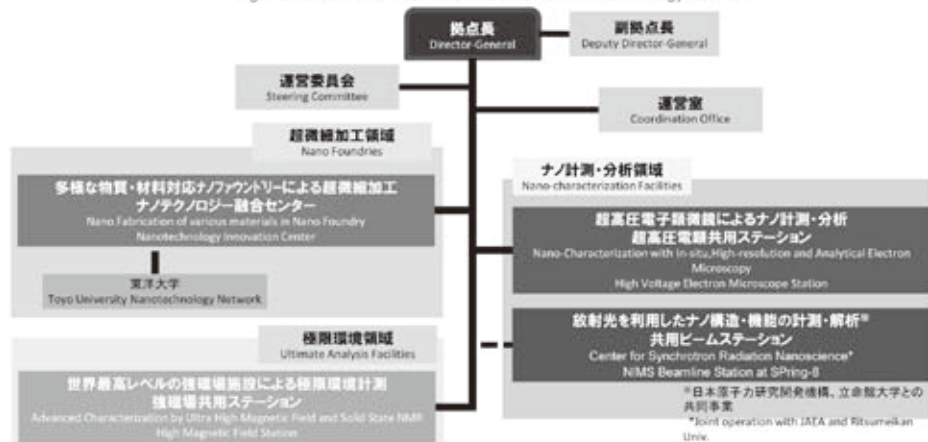 拠点長
Director-General
副拠点長
Deputy Director-General
運営委員会
Steering Committee
運営室
Coordination Office
超微細加工領域
Nano Foundries
多様な物質・材料対応ナノファウンドリーによる超微細加工
ナノテクノロジー融合センター
Nano Fabrication of various materials in Nano Foundry
Nanotechnology Innovation Center
東洋大学
Toyo University Nanotechnology Network
ナノ計測・分析領域
Nano-characterization Facilities
超高圧電子顕微鏡によるナノ計測・分析
超高圧電顕共用ステーション
Nano-Characterization with In-situ,High-resolution and Analytical Electron
Microscopy
High Voltage Electron Microscope Station
放射光を利用したナノ構造・機能の計測・解析※
共用ビームステーション
Center for Synchrotron Radiation Nanoscience*
NIMS Beamline Station at SPring-8
※日本原子力研究開発機構、立命館大学との
共同事業
*Joint operation with JAEA and Ritsumeikan
Univ.
極限環境領域
Ultimate Analysis Facilities
世界最高レベルの強磁場施設による極限環境計測
強磁場共用ステーション
Advanced Characterization by Ultra High Magnetic Field and Solid State NMR
High Magnetic Field Station